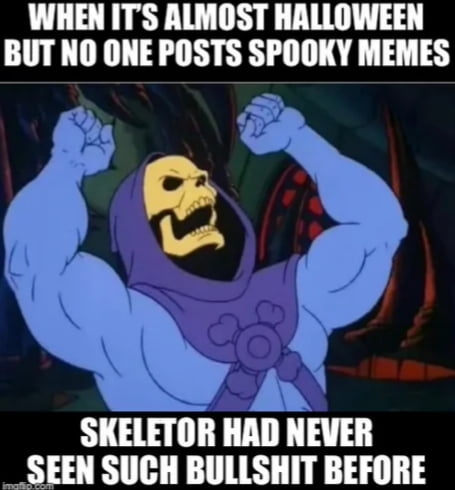 WHEN IT'S ALMOST HALLOWEEN
BUT NO ONE POSTS SPOOKY MEMES
SKELETOR HAD NEVER
SEEN SUCH BULLSHIT BEFORE
imgflip.com